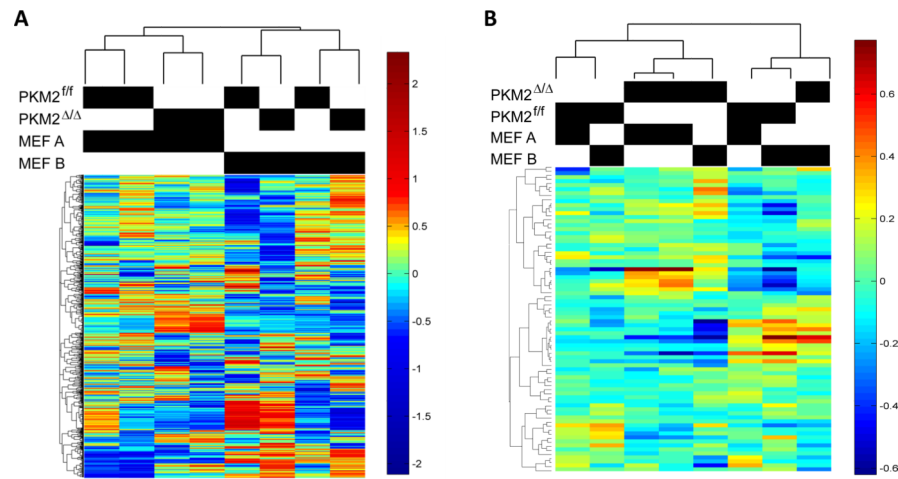 A
B
PKM2f/f
PKM2Δ/Δ
MEF A
MEF B
2
1.5
1
0.5
0
-0.5
-1
-1.5
-2
PKM2Δ/Δ
PKM2f/f
MEF A
MEF B
0.6
0.4
0.2
0
-0.2
-0.4
-0.6